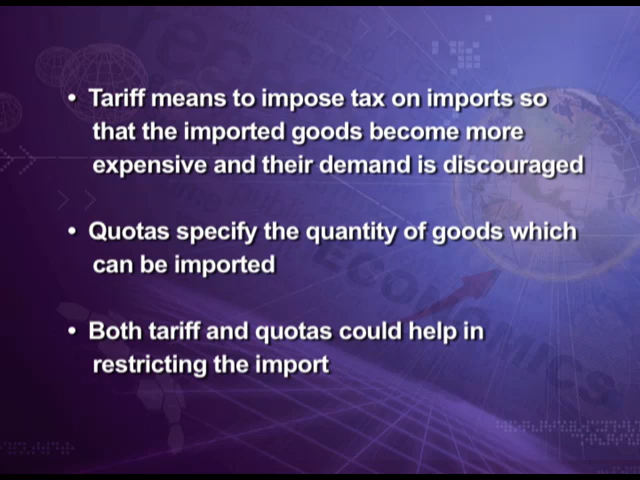 • Tariff means to impose tax on imports so
that the imported goods become more
expensive and their demand is discouraged
• Quotas specify the quantity of goods which
can be imported
• Both tariff and quotas could help in
restricting the import
ECONOMICS